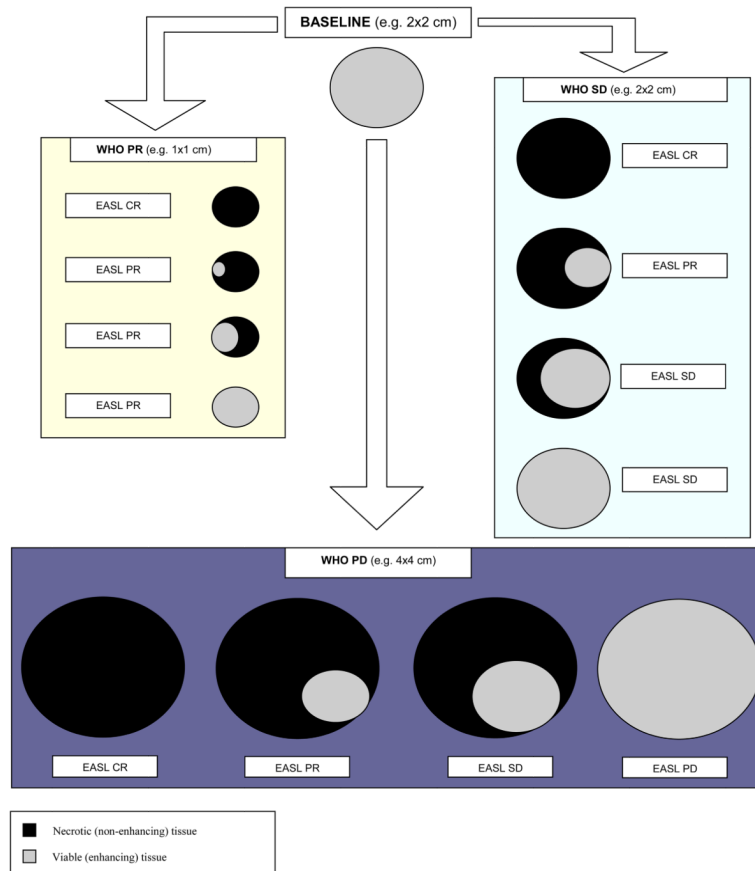 BASELINE (e.g. 2x2 cm)
WHO PR (e.g. 1x1 cm)
EASL CR
EASL PR
EASL PR
EASL PR
WHO SD (e.g. 2x2 cm)
EASL CR
EASL PR
EASL SD
EASL SD
WHO PD (e.g. 4x4 cm)
EASL CR
EASL PR
EASL SD
EASL PD
Necrotic (non-enhancing) tissue
Viable (enhancing) tissue